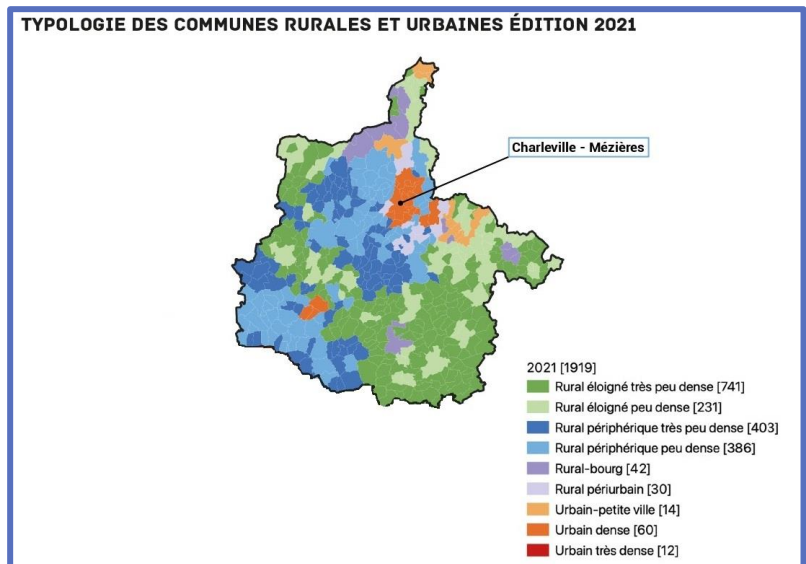 TYPOLOGIE DES COMMUNES RURALES ET URBAINES ÉDITION 2021
Charleville - Mézières
2021 [1919]
Rural éloigné très peu dense [741]
Rural éloigné peu dense [231]
Rural périphérique très peu dense [403]
Rural périphérique peu dense [386]
Rural-bourg [42]
Rural périurbain [30]
Urbain-petite ville [14]
Urbain dense [60]
Urbain très dense [12]